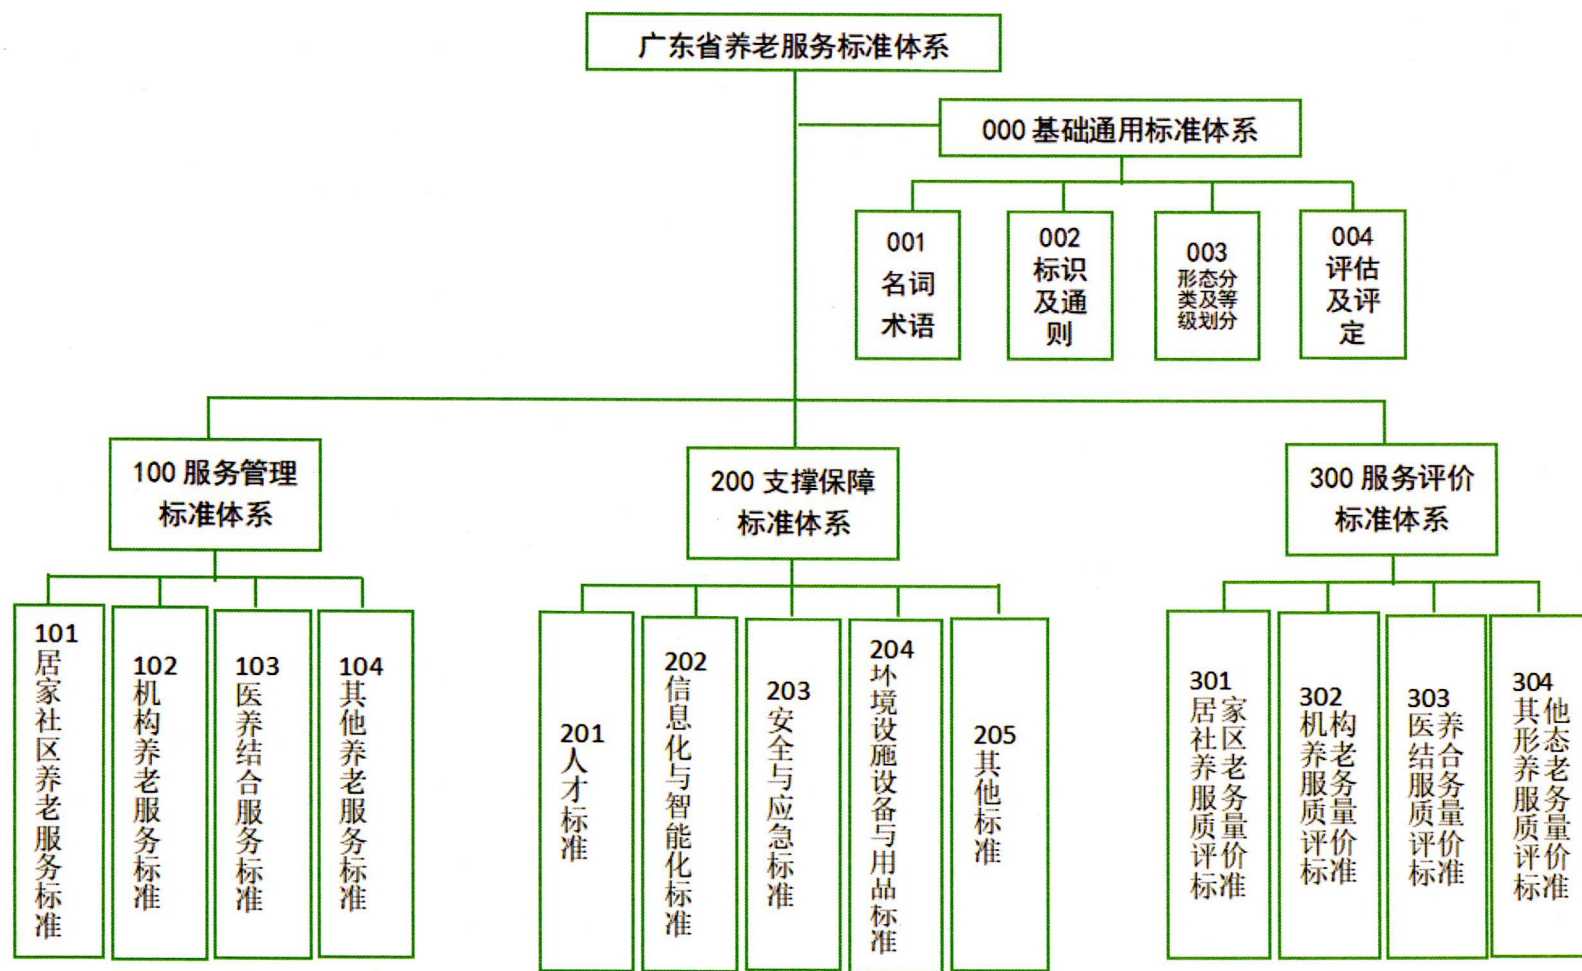 广东省养老服务标准体系
000 基础通用标准体系
001
名词
术语
002
标识
及通
则
003
形态分
类及等
级划分
004
评估
及评
定
100 服务管理
标准体系
200 支撑保障
标准体系
300 服务评价
标准体系
101
居家社区养老服务标准
102
机构养老服务标准
103
医养结合服务标准
104
其他养老服务标准
201
人才标准
202
信息化与智能化标准
203
安全与应急标准
204
环境设施设备与用品标准
205
其他标准
301
居家
社区
养老
服务
质量
评价
标准
302
机构
养老
服务
质量
评价
标准
303
医养
结合
服务
质量
评价
标准
304
其他
形态
养老
服务
质量
评价
标准